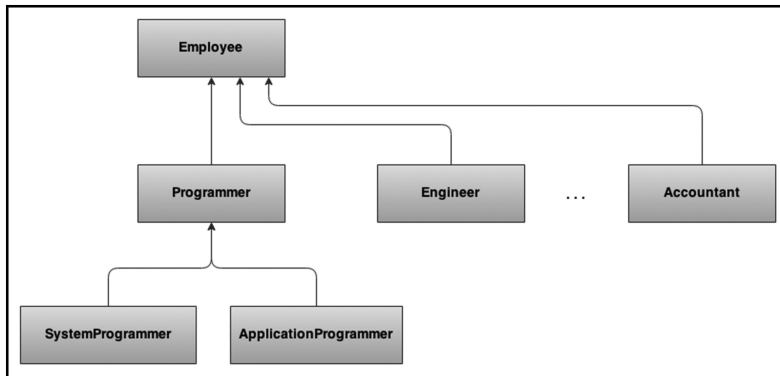 Employee
Programmer
Engineer
...
Accountant
SystemProgrammer
ApplicationProgrammer